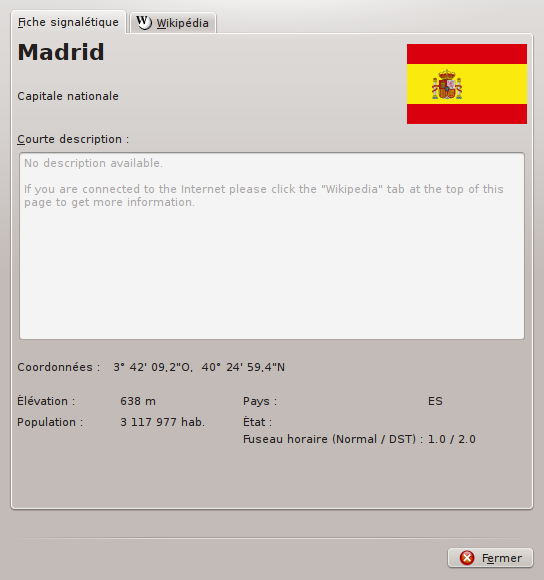 Fiche signalétique
Wikipédia
Madrid
Capitale nationale
Courte description :
No description available.
If you are connected to the Internet please click the "Wikipedia" tab at the top of this
page to get more information.
Coordonnées : 3° 42' 09,2"O, 40° 24' 59,4"N
Élévation : 638 m Pays : ES
Population : 3 117 977 hab. État :
Fuseau horaire (Normal / DST) : 1.0 / 2.0
Fermer